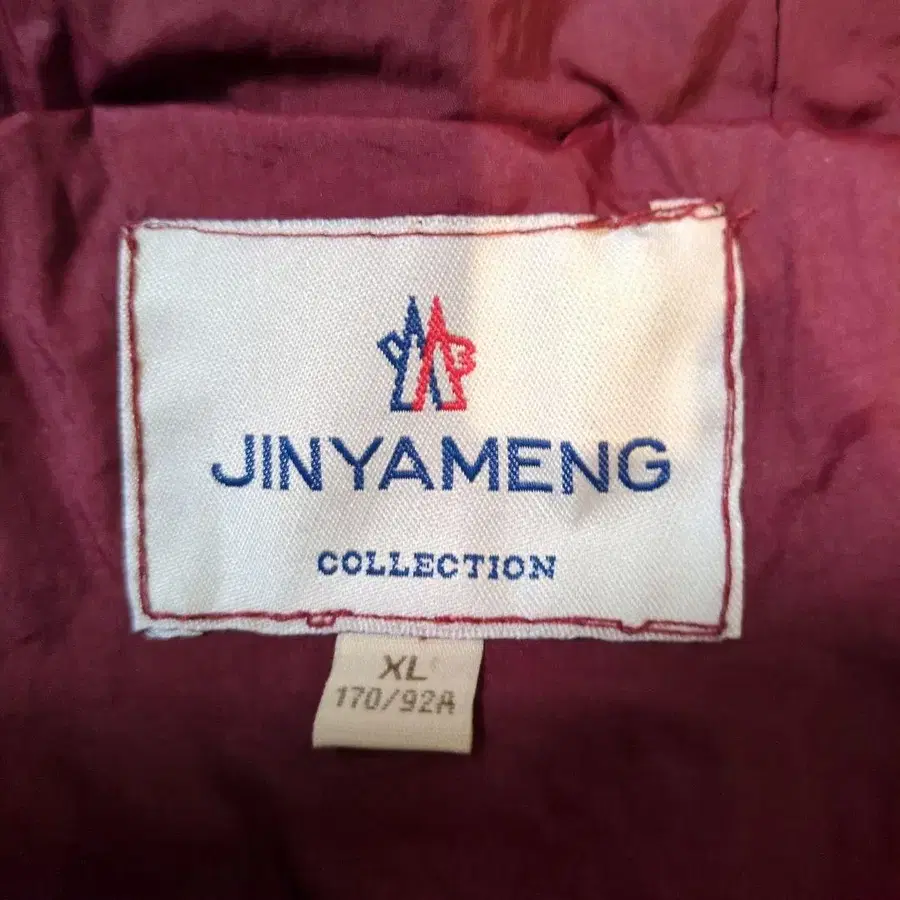 JINYAMENG
COLLECTION
XL
170/92A